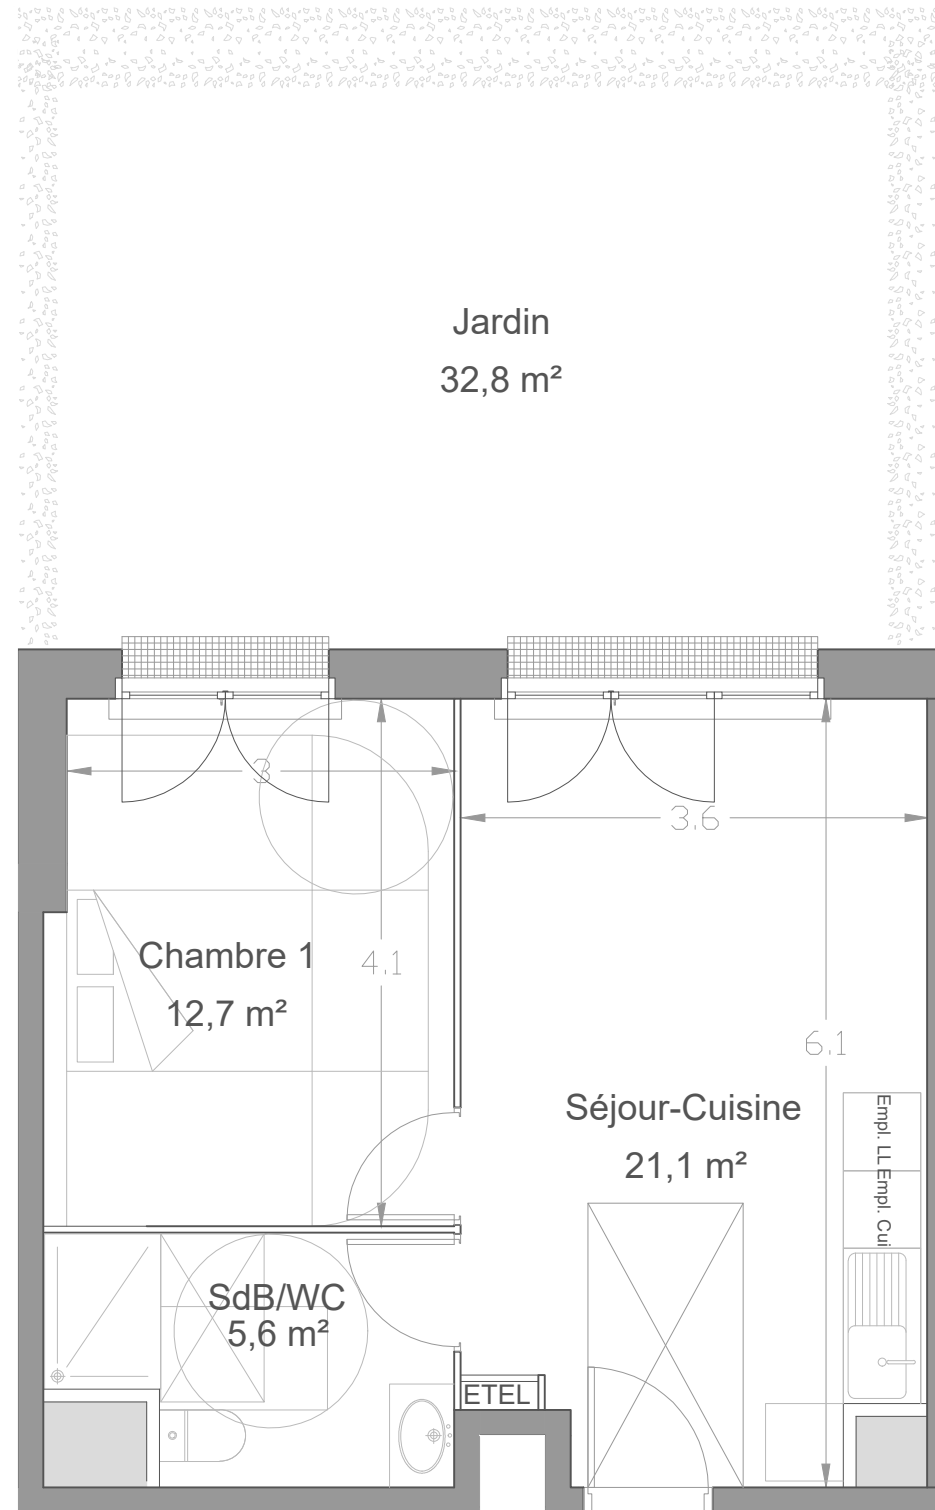 Jardin
32,8 m²
3
3.6
Chambre 1
12,7 m²
4.1
6.1
Séjour-Cuisine
21,1 m²
Empl. LL
Empl. Cui
SdB/WC
5,6 m²
ETEL